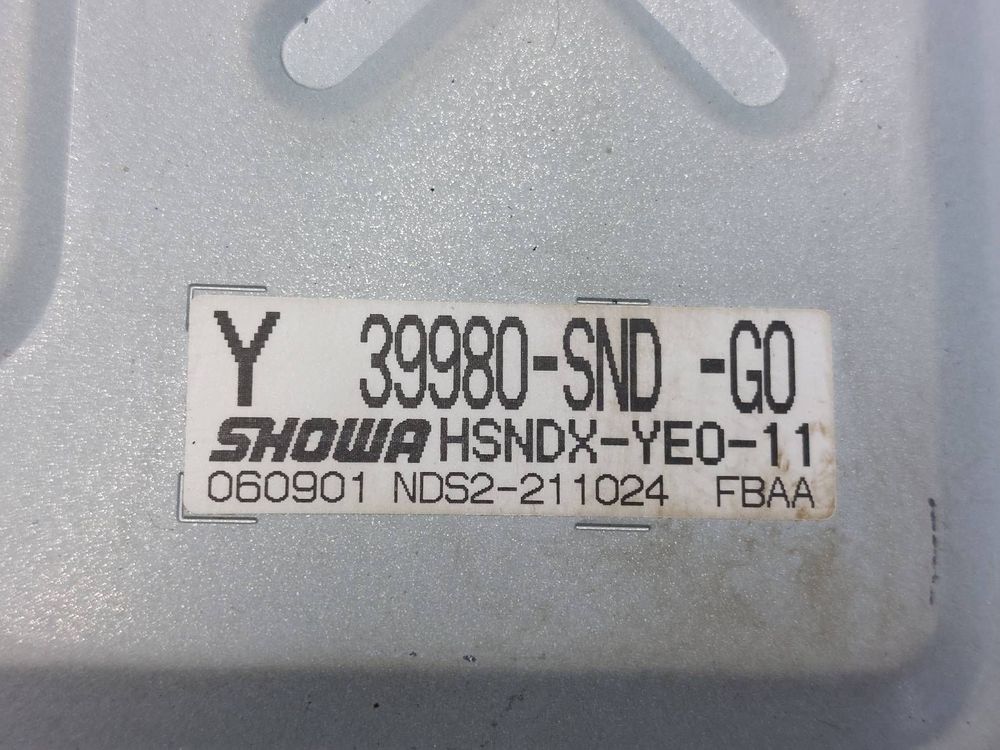 Y 39980-SND -G0
SHOWA HSNDX-YE0-11
060901 NDS2-211024 FBAA